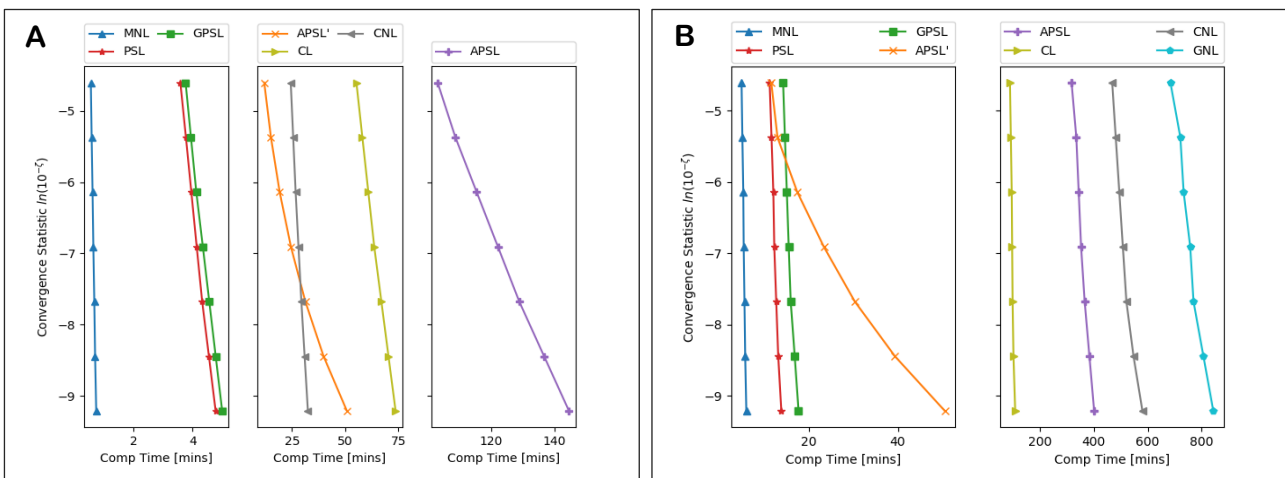 A
MNL
PSL
GPSL
APSL'
CL
CNL
APSL
Convergence Statistic ln(10^{-ζ})
−5
−6
−7
−8
−9
2
4
Comp Time [mins]
25
50
75
Comp Time [mins]
120
140
Comp Time [mins]
B
MNL
PSL
GPSL
APSL'
APSL
CL
CNL
GNL
Convergence Statistic ln(10^{-ζ})
−5
−6
−7
−8
−9
20
40
Comp Time [mins]
200
400
600
800
Comp Time [mins]